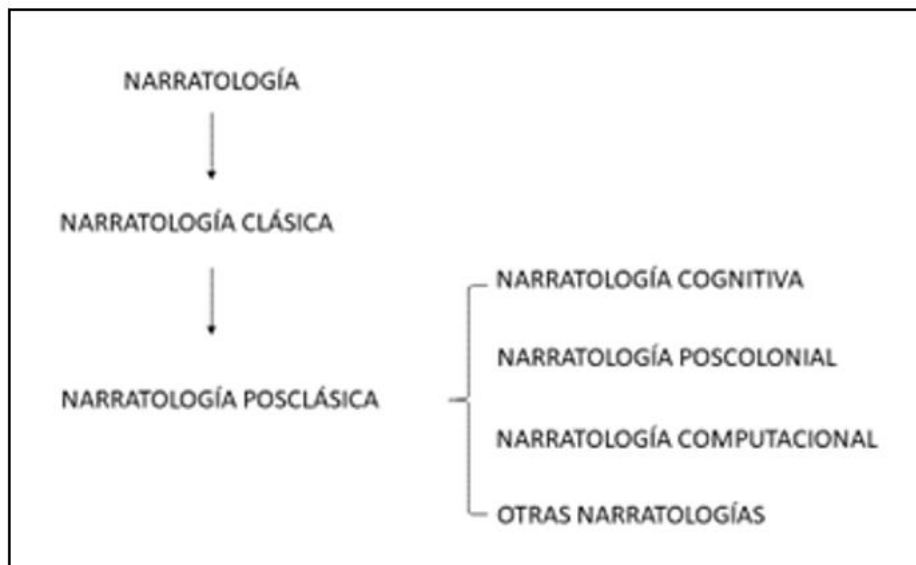 NARRATOLOGÍA
NARRATOLOGÍA CLÁSICA
NARRATOLOGÍA POSCLÁSICA
NARRATOLOGÍA COGNITIVA
NARRATOLOGÍA POSCOLONIAL
NARRATOLOGÍA COMPUTACIONAL
OTRAS NARRATOLOGÍAS